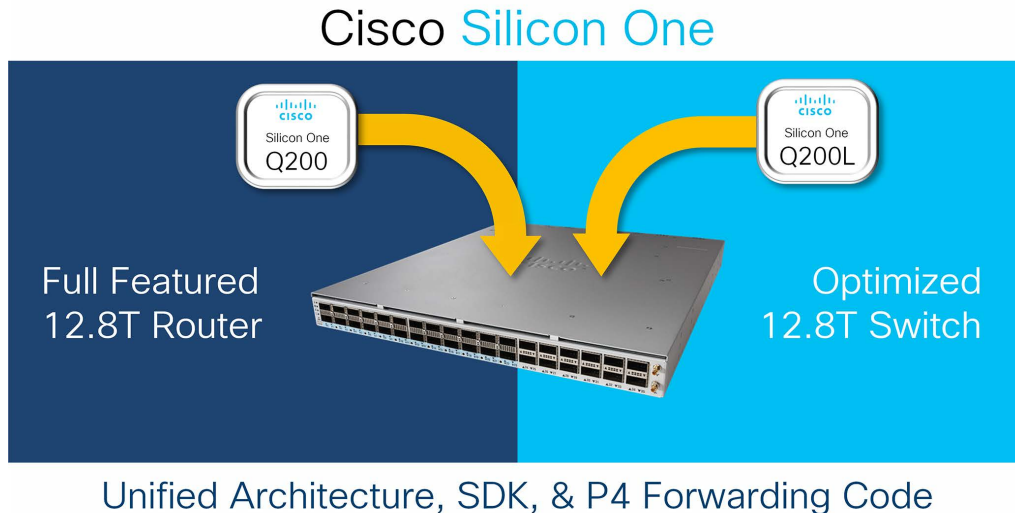 Cisco Silicon One
CISCO
Silicon One
Q200
CISCO
Silicon One
Q200L
Full Featured
12.8T Router
Optimized
12.8T Switch
Unified Architecture, SDK, & P4 Forwarding Code